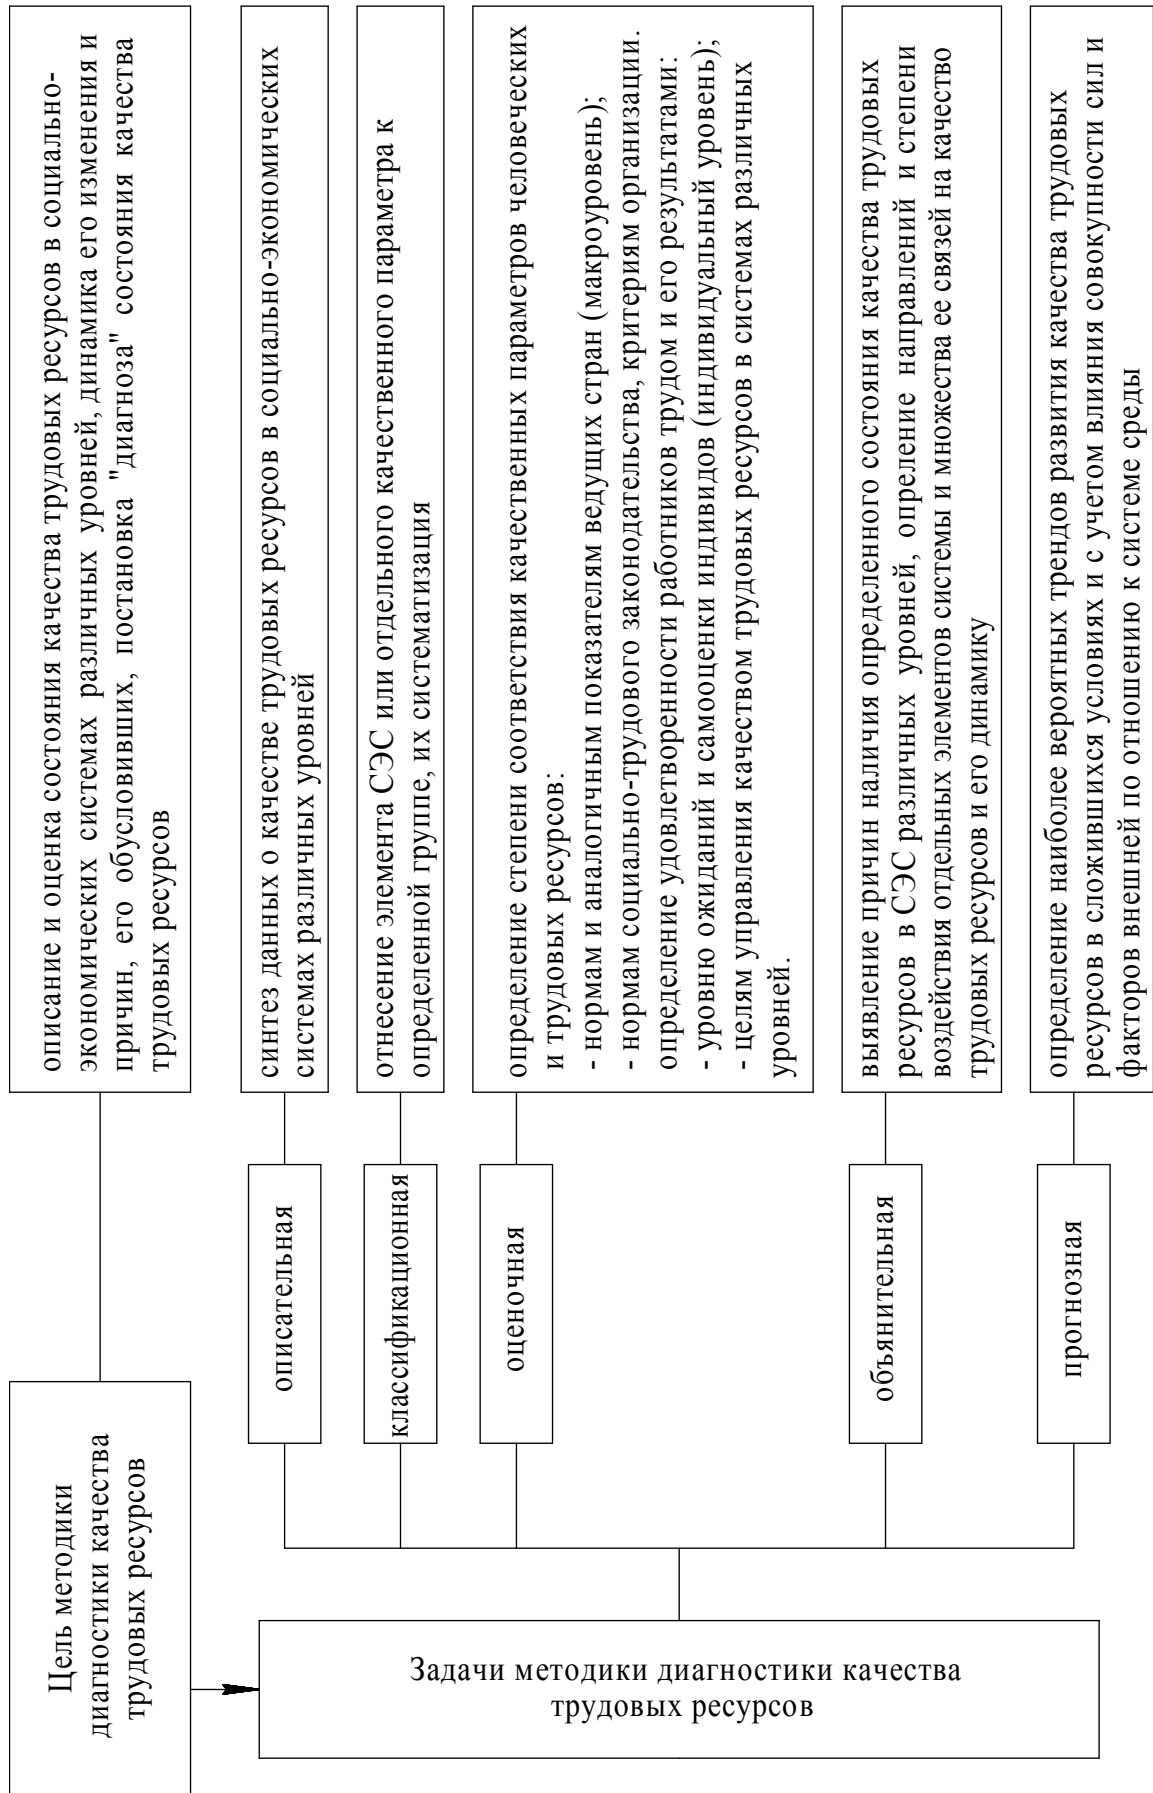 Цель методики
диагностики качества
трудовых ресурсов
описание и оценка состояния качества трудовых ресурсов в социально-
экономических системах различных уровней, динамика его изменения и
причин, его обусловивших, постановка "диагноза" состояния качества
трудовых ресурсов
Задачи методики диагностики качества
трудовых ресурсов
описательная
синтез данных о качестве трудовых ресурсов в социально-экономических
системах различных уровней
классификационная
отнесение элемента СЭС или отдельного качественного параметра к
определенной группе, их систематизация
оценочная
определение степени соответствия качественных параметров человеческих
и трудовых ресурсов:
- нормам и аналогичным показателям ведущих стран (макроуровень);
- нормам социально-трудового законодательства, критериям организации.
определение удовлетворенности работников трудом и его результатами:
- уровню ожиданий и самооценки индивидов (индивидуальный уровень);
- целям управления качеством трудовых ресурсов в системах различных
уровней.
объянительная
выявление причин наличия определенного состояния качества трудовых
ресурсов в СЭС различных уровней, опреление направлений и степени
воздействия отдельных элементов системы и множества ее связей на качество
трудовых ресурсов и его динамику
прогнозная
определение наиболее вероятных трендов развития качества трудовых
ресурсов в сложившихся условиях и с учетом влияния совокупности сил и
факторов внешней по отношению к системе среды